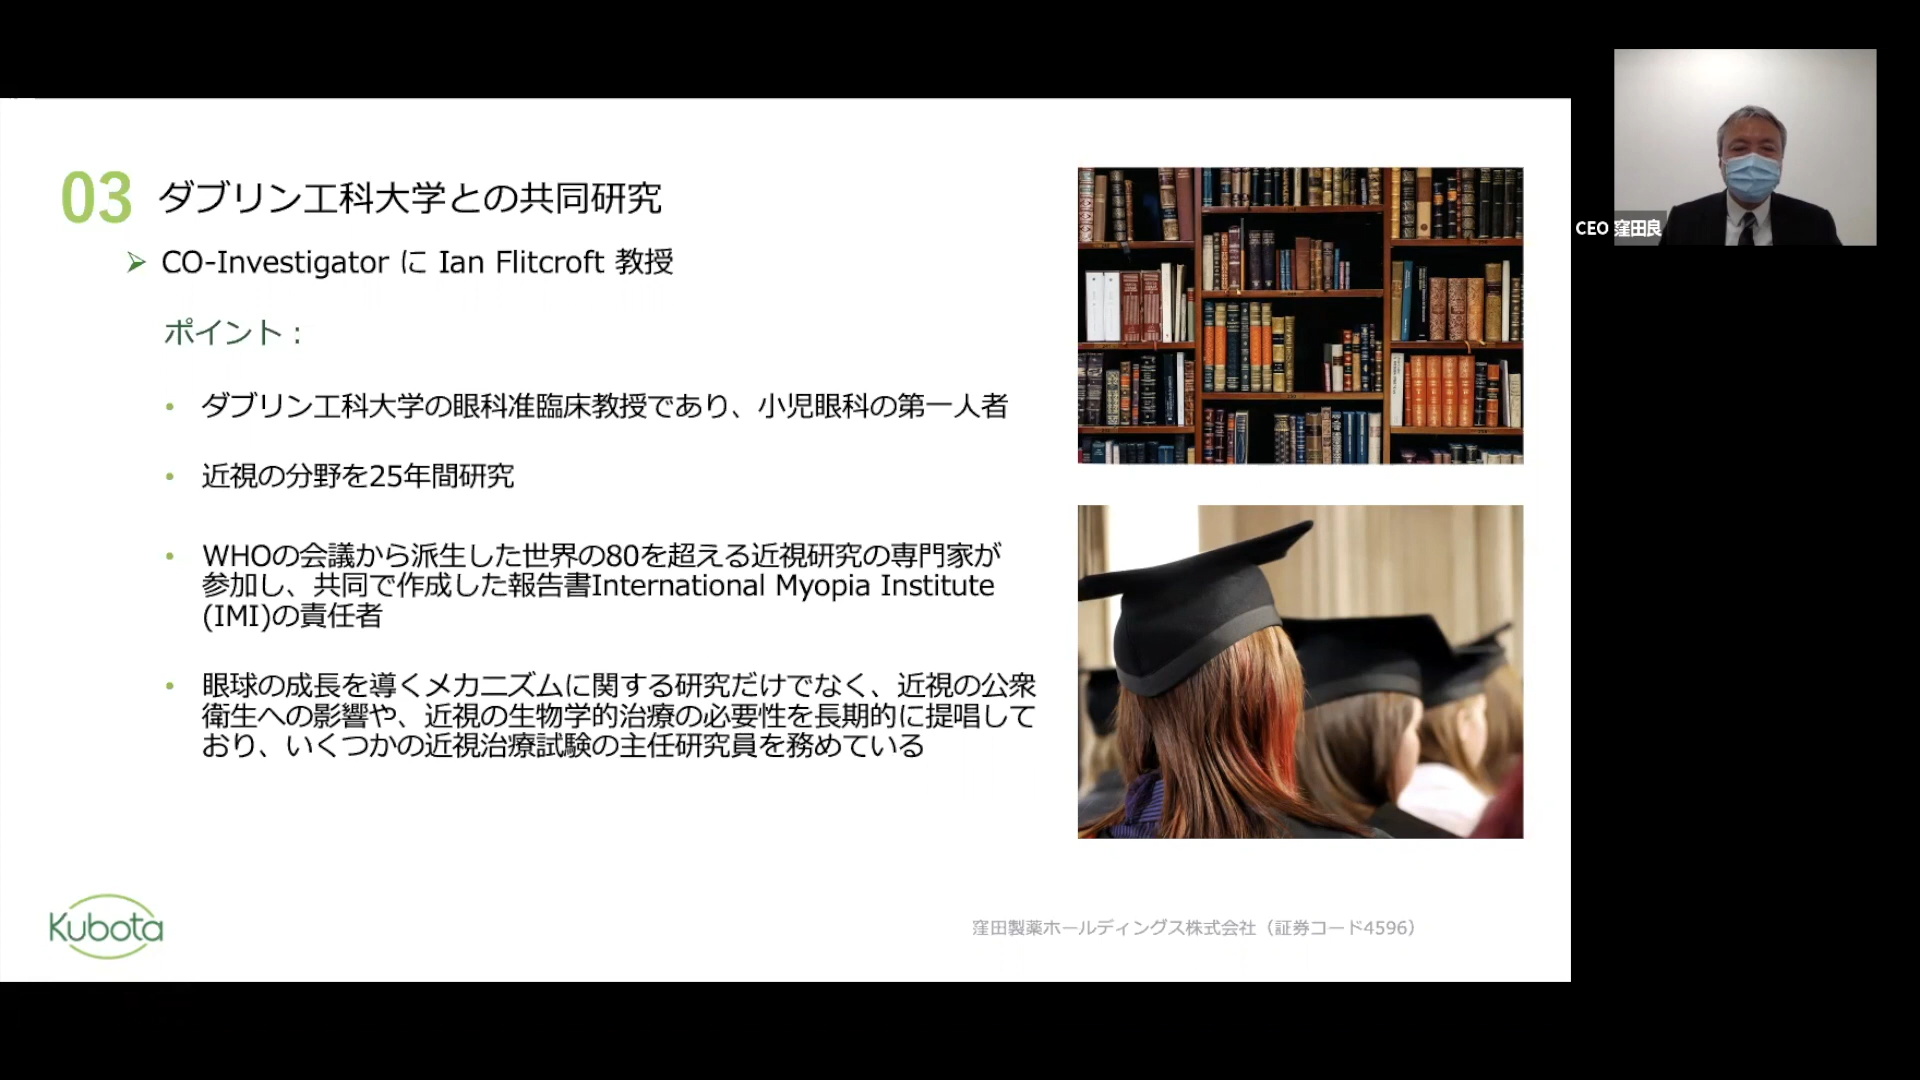 03 ダブリン工科大学との共同研究
CO-Investigator に Ian Flitcroft 教授
ポイント：
• ダブリン工科大学の眼科准臨床教授であり、小児眼科の第一人者
• 近視の分野を25年間研究
• WHOの会議から派生した世界の80を超える近視研究の専門家が
参加し、共同で作成した報告書International Myopia Institute
(IMI)の責任者
• 眼球の成長を導くメカニズムに関する研究だけでなく、近視の公衆
衛生への影響や、近視の生物学的治療の必要性を長期的に提唱して
おり、いくつかの近視治療試験の主任研究員を務めている
Kubota
窪田製薬ホールディングス株式会社（証券コード4596）
CEO 窪田良